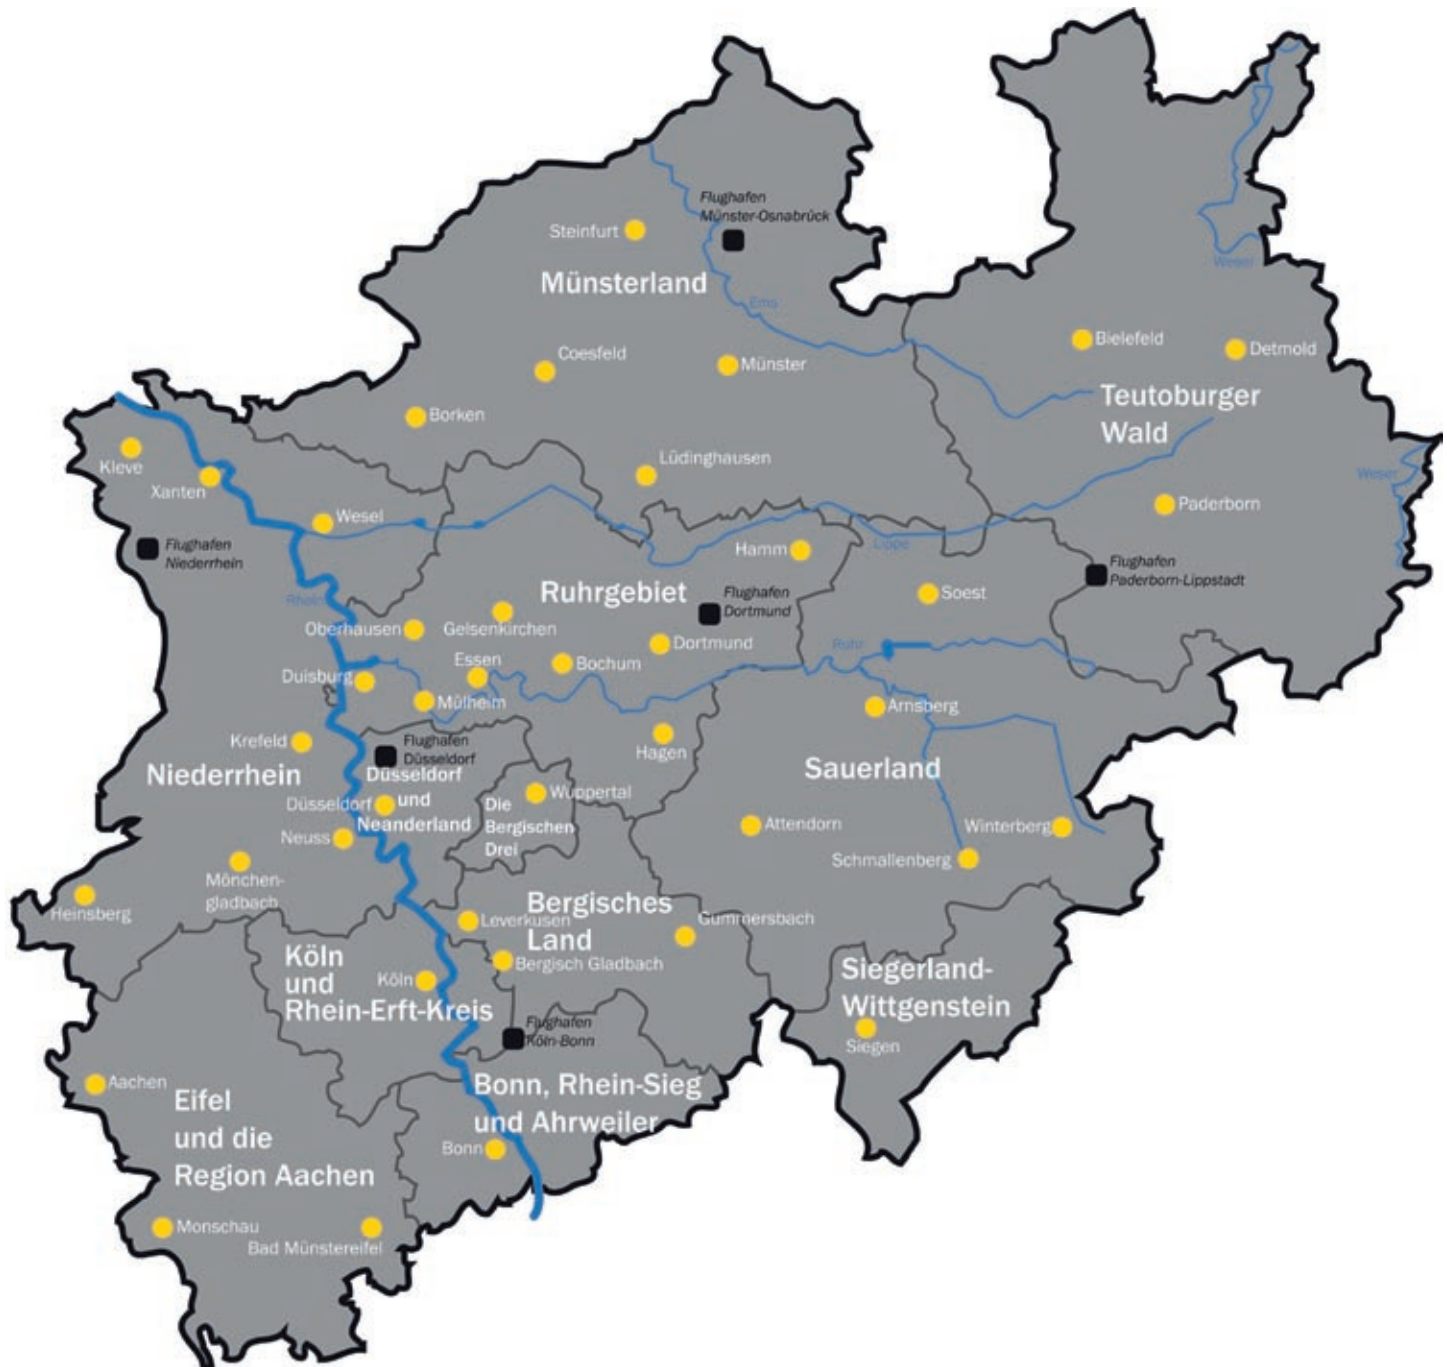 Flughafen
Münster-Osnabrück
Steinfurt
Münsterland
Weser
Ems
Bielefeld
Detmold
Coesfeld
Münster
Teutoburger
Wald
Borken
Kleve
Lüdinghausen
Xanten
Weser
Paderborn
Wesel
Flughafen
Niederrhein
Hamm
Lippe
Flughafen
Paderborn-Lippstadt
Ruhrgebiet
Flughafen
Dortmund
Soest
Rhein
Oberhausen
Gelsenkirchen
Dortmund
Ruhr
Essen
Bochum
Duisburg
Mülheim
Arnsberg
Krefeld
Flughafen
Düsseldorf
Hagen
Niederrhein
Düsseldorf
und
Neanderland
Sauerland
Düsseldorf
Wuppertal
Die
Bergischen
Drei
Neuss
Attendorn
Winterberg
Schmallenberg
Mönchen-
gladbach
Heinsberg
Bergisches
Land
Leverkusen
Gummersbach
Köln
und
Rhein-Erft-Kreis
Köln
Bergisch Gladbach
Siegerland-
Wittgenstein
Flughafen
Köln-Bonn
Siegen
Aachen
Bonn, Rhein-Sieg
und Ahrweiler
Eifel
und die
Region Aachen
Bonn
Monschau
Bad Münstereifel